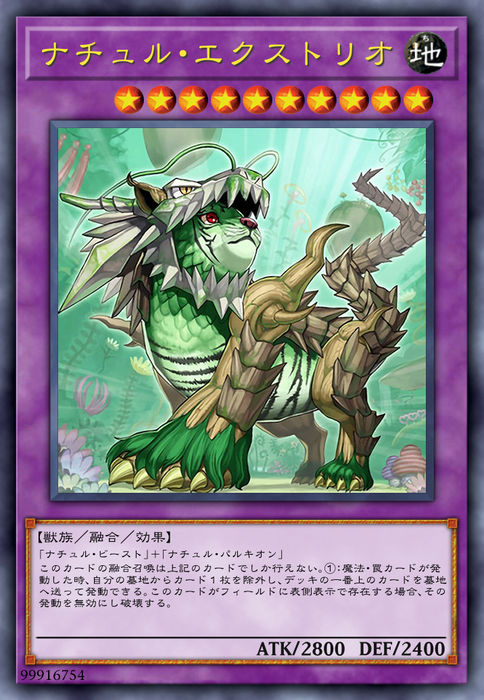 ナチュル・エクストリオ
ち
地
【獣族／融合／効果】
「ナチュル・ビースト」＋「ナチュル・パルキオン」
このカードの融合召喚は上記のカードでしか行えない。①：魔法・罠カードが発
動した時、自分の墓地からカード１枚を除外し、デッキの一番上のカードを墓地
へ送って発動できる。このカードがフィールドに表側表示で存在する場合、その
発動を無効にし破壊する。
ATK/2800 DEF/2400
99916754